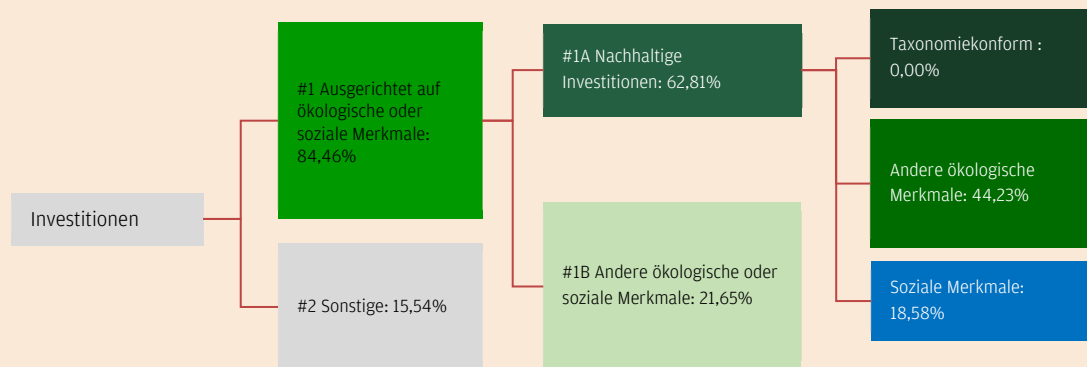 Investitionen
#1 Ausgerichtet auf
ökologische oder
soziale Merkmale:
84,46%
#2 Sonstige: 15,54%
#1A Nachhaltige
Investitionen: 62,81%
#1B Andere ökologische oder
soziale Merkmale: 21,65%
Taxonomiekonform :
0,00%
Andere ökologische
Merkmale: 44,23%
Soziale Merkmale:
18,58%